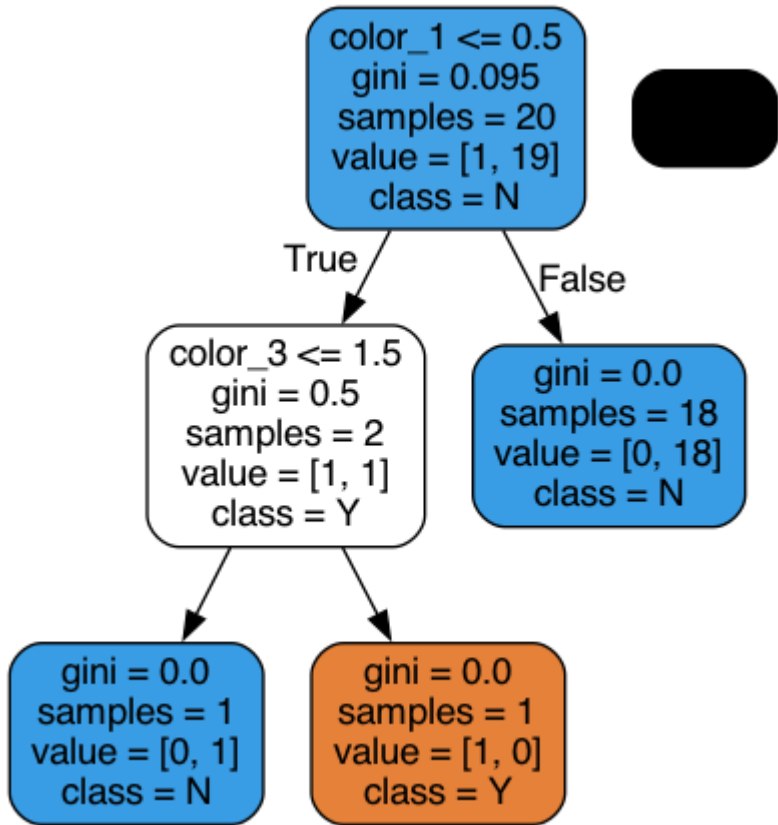 color_1 <= 0.5
gini = 0.095
samples = 20
value = [1, 19]
class = N
True
False
color_3 <= 1.5
gini = 0.5
samples = 2
value = [1, 1]
class = Y
gini = 0.0
samples = 18
value = [0, 18]
class = N
gini = 0.0
samples = 1
value = [0, 1]
class = N
gini = 0.0
samples = 1
value = [1, 0]
class = Y